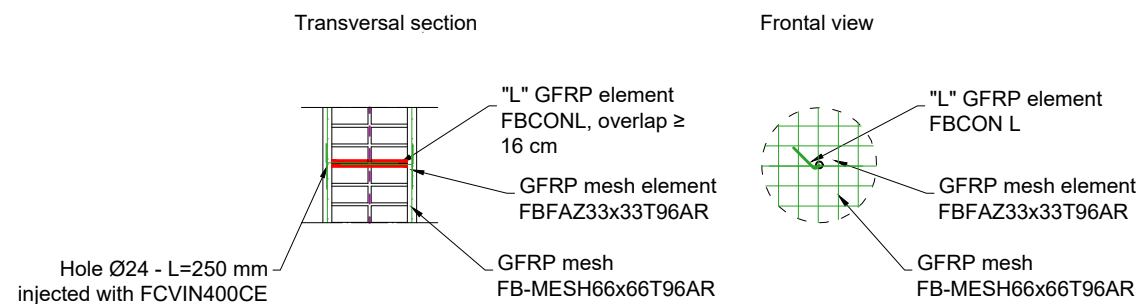 Transversal section
"L" GFRP element
FBCONL, overlap ≥
16 cm
GFRP mesh element
FBFAZ33x33T96AR
GFRP mesh
FB-MESH66x66T96AR
Hole Ø24 - L=250 mm
injected with FCVIN400CE
Frontal view
"L" GFRP element
FBCON L
GFRP mesh element
FBFAZ33x33T96AR
GFRP mesh
FB-MESH66x66T96AR